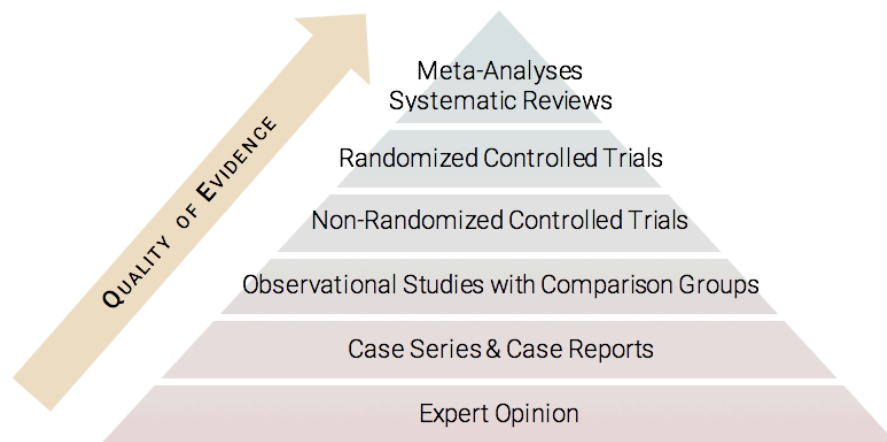 Meta-Analyses
Systematic Reviews
Randomized Controlled Trials
Non-Randomized Controlled Trials
Observational Studies with Comparison Groups
Case Series & Case Reports
Expert Opinion
QUALITY OF EVIDENCE